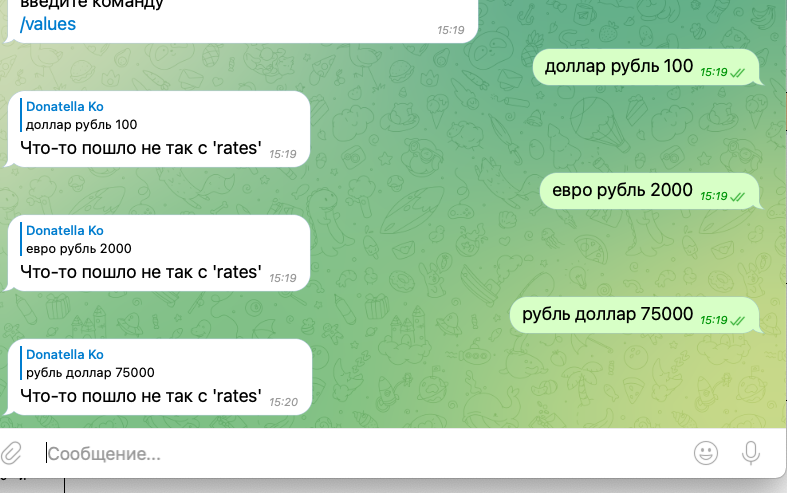 введите команду
/values
15:19
доллар рубль 100 15:19
Donatella Ko
доллар рубль 100
Что-то пошло не так с 'rates' 15:19
евро рубль 2000 15:19
Donatella Ko
евро рубль 2000
Что-то пошло не так с 'rates' 15:19
рубль доллар 75000 15:19
Donatella Ko
рубль доллар 75000
Что-то пошло не так с 'rates' 15:20
Сообщение...